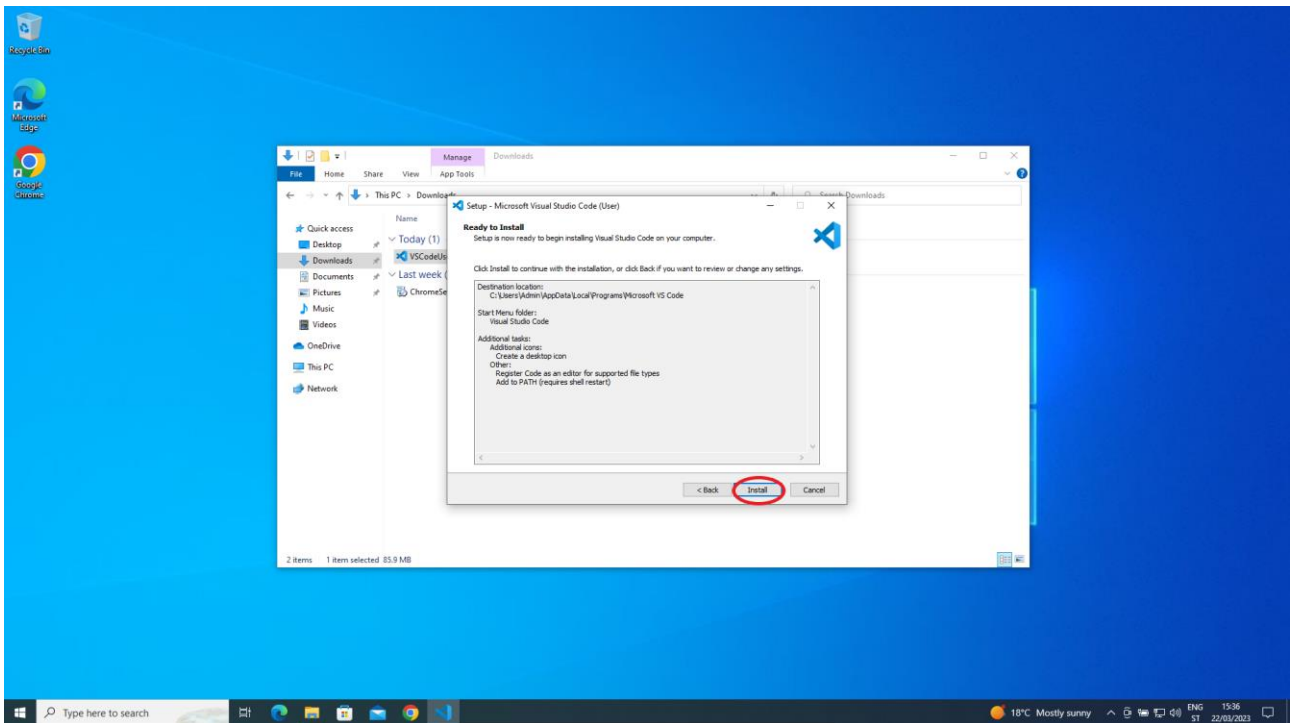 Recycle Bin
Microsoft
Edge
Google
Chrome
Manage
Downloads
File Home Share View App Tools
This PC > Downloads
Search Downloads
Quick access
Desktop
Downloads
Documents
Pictures
Music
Videos
OneDrive
This PC
Network
Name
Today (1)
VSCodeUs
Last week (
ChromeSe
Setup - Microsoft Visual Studio Code (User)
Ready to Install
Setup is now ready to begin installing Visual Studio Code on your computer.
Click Install to continue with the installation, or click Back if you want to review or change any settings.
Destination location:
C:\Users\Admin\AppData\Local\Programs\Microsoft VS Code
Start Menu folder:
Visual Studio Code
Additional tasks:
Additional icons:
Create a desktop icon
Other:
Register Code as an editor for supported file types
Add to PATH (requires shell restart)
< Back Install Cancel
2 items 1 item selected 85.9 MB
Type here to search
18°C Mostly sunny
ENG
ST
15:36
22/03/2023